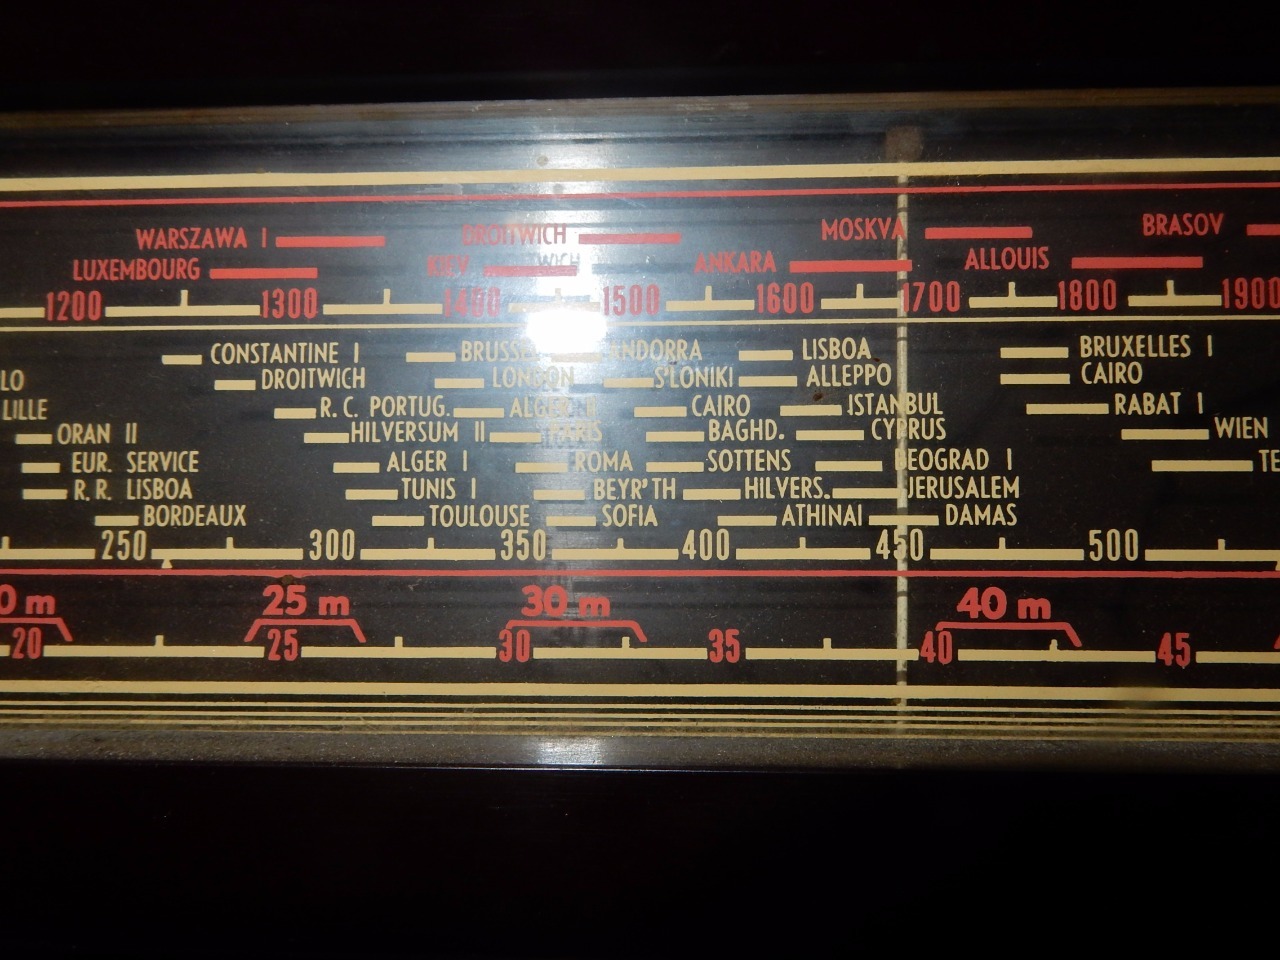 WARSZAWA I DROITWICH MOSKVA BRASOV
LUXEMBOURG KIEV ANKARA ALLOUIS
1200 1300 1400 1500 1600 1700 1800 1900
CONSTANTINE I ANDORRA LISBOA BRUXELLES I
DROITWICH LONDON S'LONIKI ALLEPPO CAIRO
LILLE R.C. PORTUG. CAIRO ISTANBUL RABAT I
ORAN II HILVERSUM II PARIS BAGHD. CYPRUS WIEN
EUR. SERVICE ALGER I ROMA SOTTENS BEOGRAD I
R.R. LISBOA TUNIS I BEYR'TH HILVERS. JERUSALEM
BORDEAUX TOULOUSE SOFIA ATHINAI DAMAS
250 300 350 400 450 500
25 m 30 m 40 m
20 25 30 35 40 45